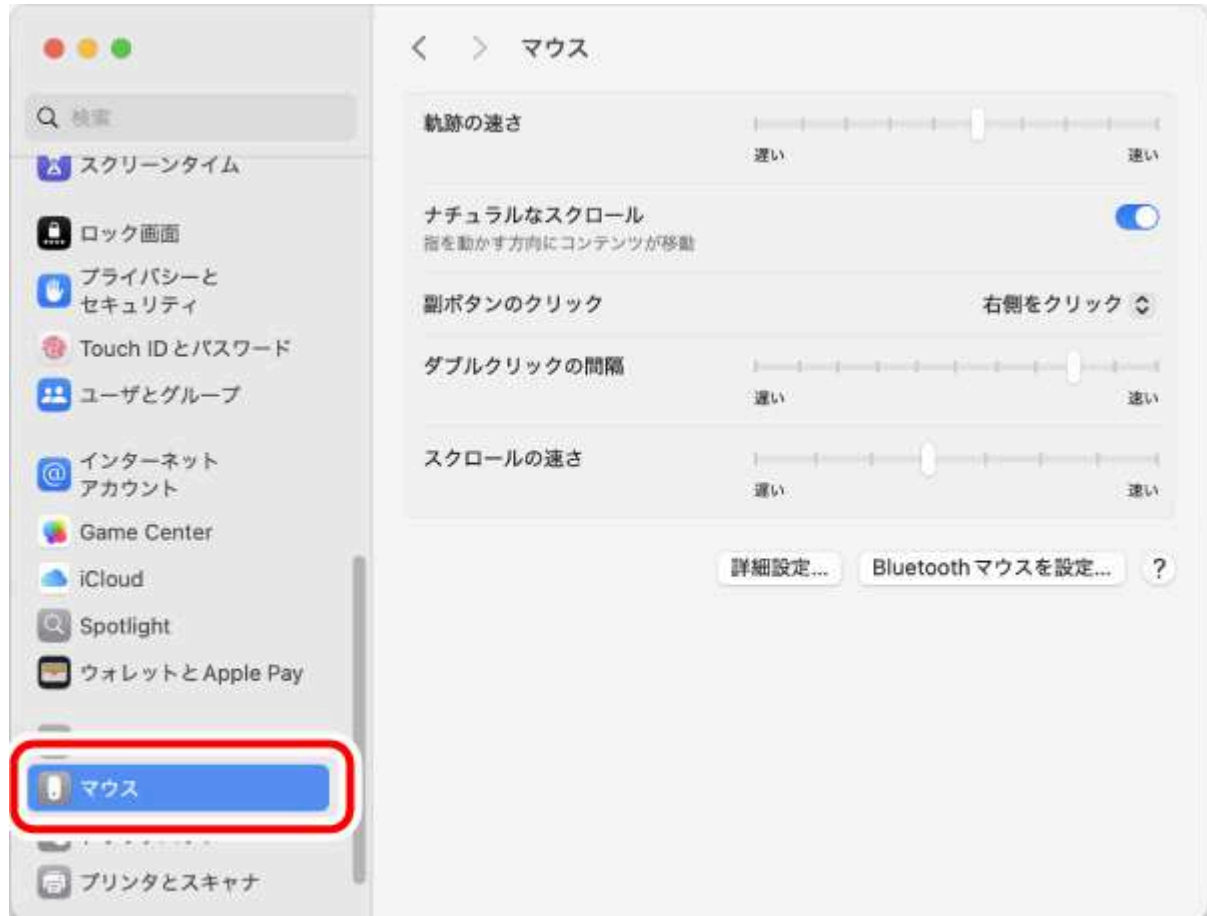 マウス
検索
スクリーンタイム
ロック画面
プライバシーと
セキュリティ
Touch ID とパスワード
ユーザとグループ
インターネット
アカウント
Game Center
iCloud
Spotlight
ウォレットと Apple Pay
マウス
プリンタとスキャナ
軌跡の速さ
遅い
速い
ナチュラルなスクロール
指を動かす方向にコンテンツが移動
副ボタンのクリック
右側をクリック
ダブルクリックの間隔
遅い
速い
スクロールの速さ
遅い
速い
詳細設定...
Bluetooth マウスを設定...
?